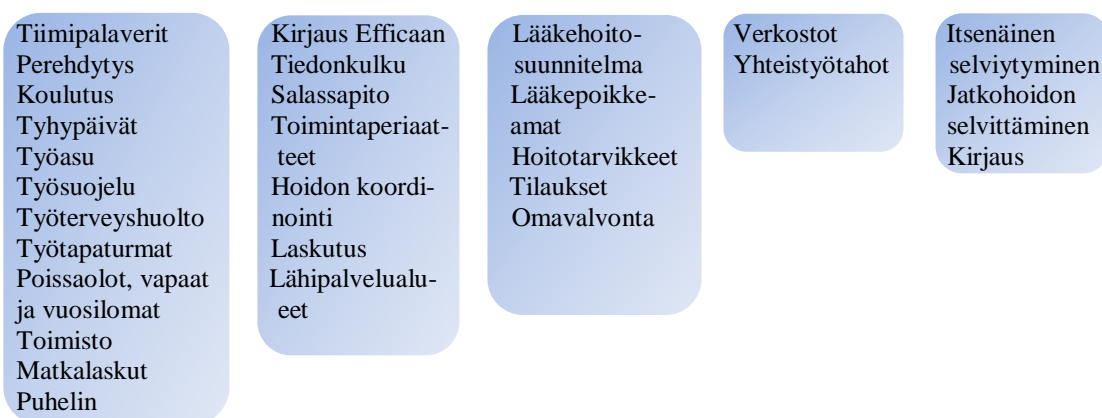 Tiimipalaverit
Perehdytys
Koulutus
Tyhypäivät
Työasu
Työsuojelu
Työterveyshuolto
Työtapaturmat
Poissaolot, vapaat
ja vuosilomat
Toimisto
Matkalaskut
Puhelin
Kirjaus Efficaan
Tiedonkulku
Salassapito
Toimintaperiaat-
teet
Hoidon koordi-
nointi
Laskutus
Lähipalvelualu-
eet
Lääkehoito-
suunnitelma
Lääkepoikke-
amat
Hoitotarvikkeet
Tilaukset
Omavalvonta
Verkostot
Yhteistyötahot
Itsenäinen
selviytyminen
Jatkohoidon
selvittäminen
Kirjaus